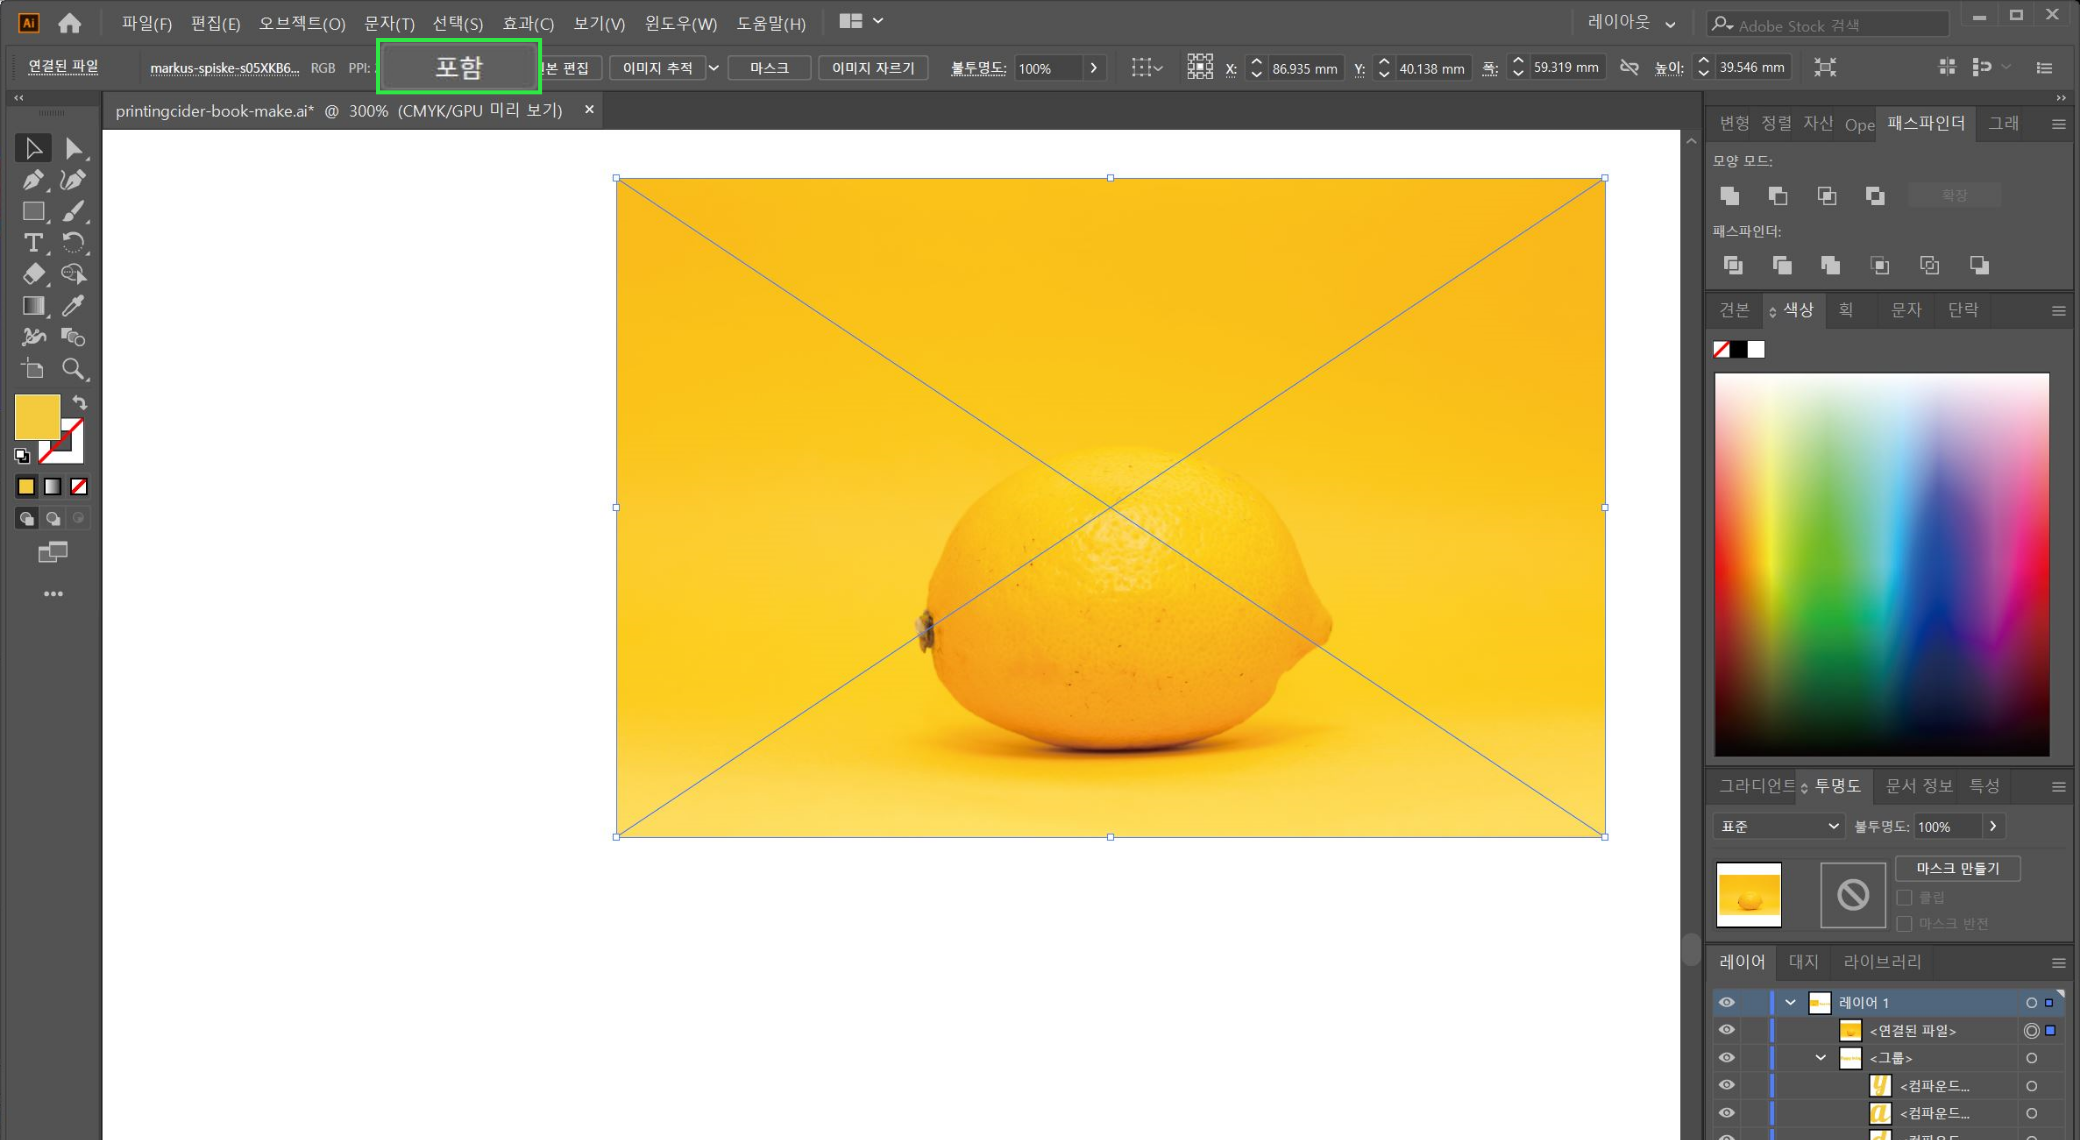 Ai 파일(F) 편집(E) 오브젝트(O) 문자(T) 선택(S) 효과(C) 보기(V) 윈도우(W) 도움말(H) 레이아웃 Adobe Stock 검색
연결된 파일 markus-spiske-s05XKB6... RGB PPI: 포함 본 편집 이미지 추적 마스크 이미지 자르기 불투명도: 100% X: 86.935 mm Y: 40.138 mm 폭: 59.319 mm 높이: 39.546 mm
printingcider-book-make.ai* @ 300% (CMYK/GPU 미리 보기) ×
변형 정렬 자산 Ope 패스파인더 그래
모양 모드:
확장
패스파인더:
견본 색상 획 문자 단락
그라디언트 투명도 문서 정보 특성
표준 불투명도: 100%
마스크 만들기
클립
마스크 반전
레이어 대지 라이브러리
레이어 1
<연결된 파일>
<그룹>
y <컴파운드...
a <컴파운드...